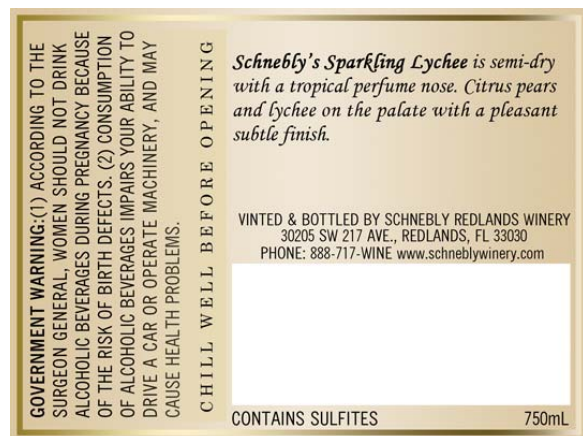 GOVERNMENT WARNING:(1) ACCORDING TO THE
SURGEON GENERAL, WOMEN SHOULD NOT DRINK
ALCOHOLIC BEVERAGES DURING PREGNANCY BECAUSE
OF THE RISK OF BIRTH DEFECTS. (2) CONSUMPTION
OF ALCOHOLIC BEVERAGES IMPAIRS YOUR ABILITY TO
DRIVE A CAR OR OPERATE MACHINERY, AND MAY
CAUSE HEALTH PROBLEMS.
CHILL WELL BEFORE OPENING
Schnebly's Sparkling Lychee is semi-dry
with a tropical perfume nose. Citrus pears
and lychee on the palate with a pleasant
subtle finish.
VINTED & BOTTLED BY SCHNEBLY REDLANDS WINERY
30205 SW 217 AVE., REDLANDS, FL 33030
PHONE: 888-717-WINE www.schneblywinery.com
CONTAINS SULFITES 750mL